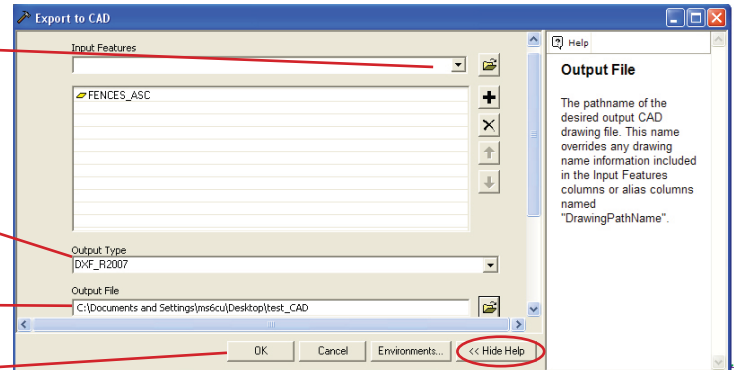 Export to CAD
Input Features
FENCES_ASC
Output Type
DXF_R2007
Output File
C:\Documents and Settings\ms6cu\Desktop\test_CAD
OK
Cancel
Environments...
<< Hide Help
Help
Output File
The pathname of the
desired output CAD
drawing file. This name
overrides any drawing
name information included
in the Input Features
columns or alias columns
named
"DrawingPathName".